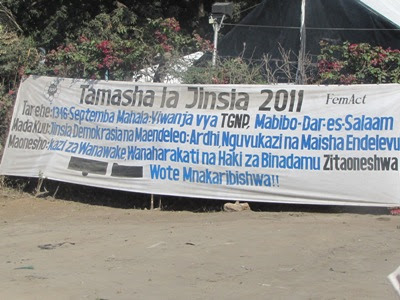 Tamasha la Jinsia 2011 FemAct
Tarehe: 13-16 Septemba Mahala-Viwanja vya TGNP, Mabibo-Dar-es-Salaam
Mada Kuu: Jinsia Demokrasia na Maendeleo: Ardhi, Nguvukazi na Maisha Endelevu
Maonesho: kazi za Wanawake, Wanaharakati na Haki za Binadamu Zitaoneshwa
Wote Mnakaribishwa!!